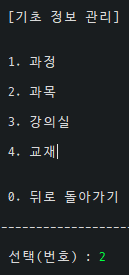 [기초 정보 관리]
1. 과정
2. 과목
3. 강의실
4. 교재
0. 뒤로 돌아가기
--------------------
선택(번호) : 2